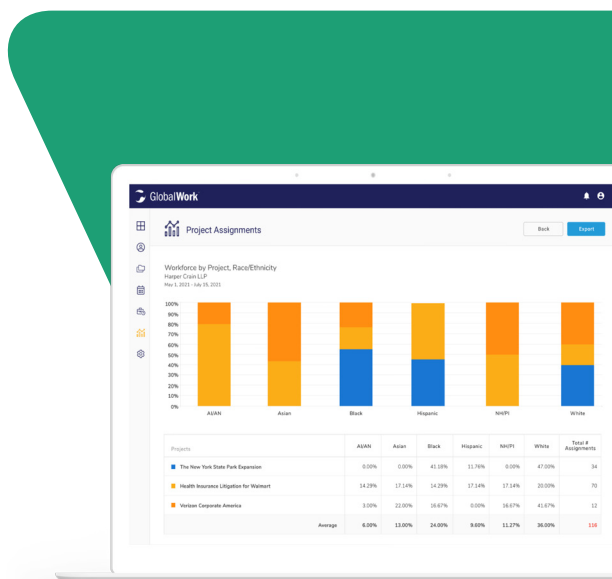 GlobalWork
Project Assignments
Back
Export
Workforce by Project, Race/Ethnicity
Harper Crain LLP
May 1, 2021 - July 25, 2021
100%
90%
80%
70%
60%
50%
40%
30%
20%
10%
0%
AI/AN Asian Black Hispanic NH/PI White
Projects AI/AN Asian Black Hispanic NH/PI White Total # Assignments
The New York State Park Expansion 0.00% 0.00% 41.18% 11.76% 0.00% 47.00% 34
Health Insurance Litigation for Walmart 14.29% 17.14% 14.29% 17.14% 17.14% 20.00% 70
Verizon Corporate America 3.00% 22.00% 16.67% 0.00% 16.67% 41.67% 12
Average 6.00% 13.00% 24.00% 9.60% 11.27% 36.00% 116